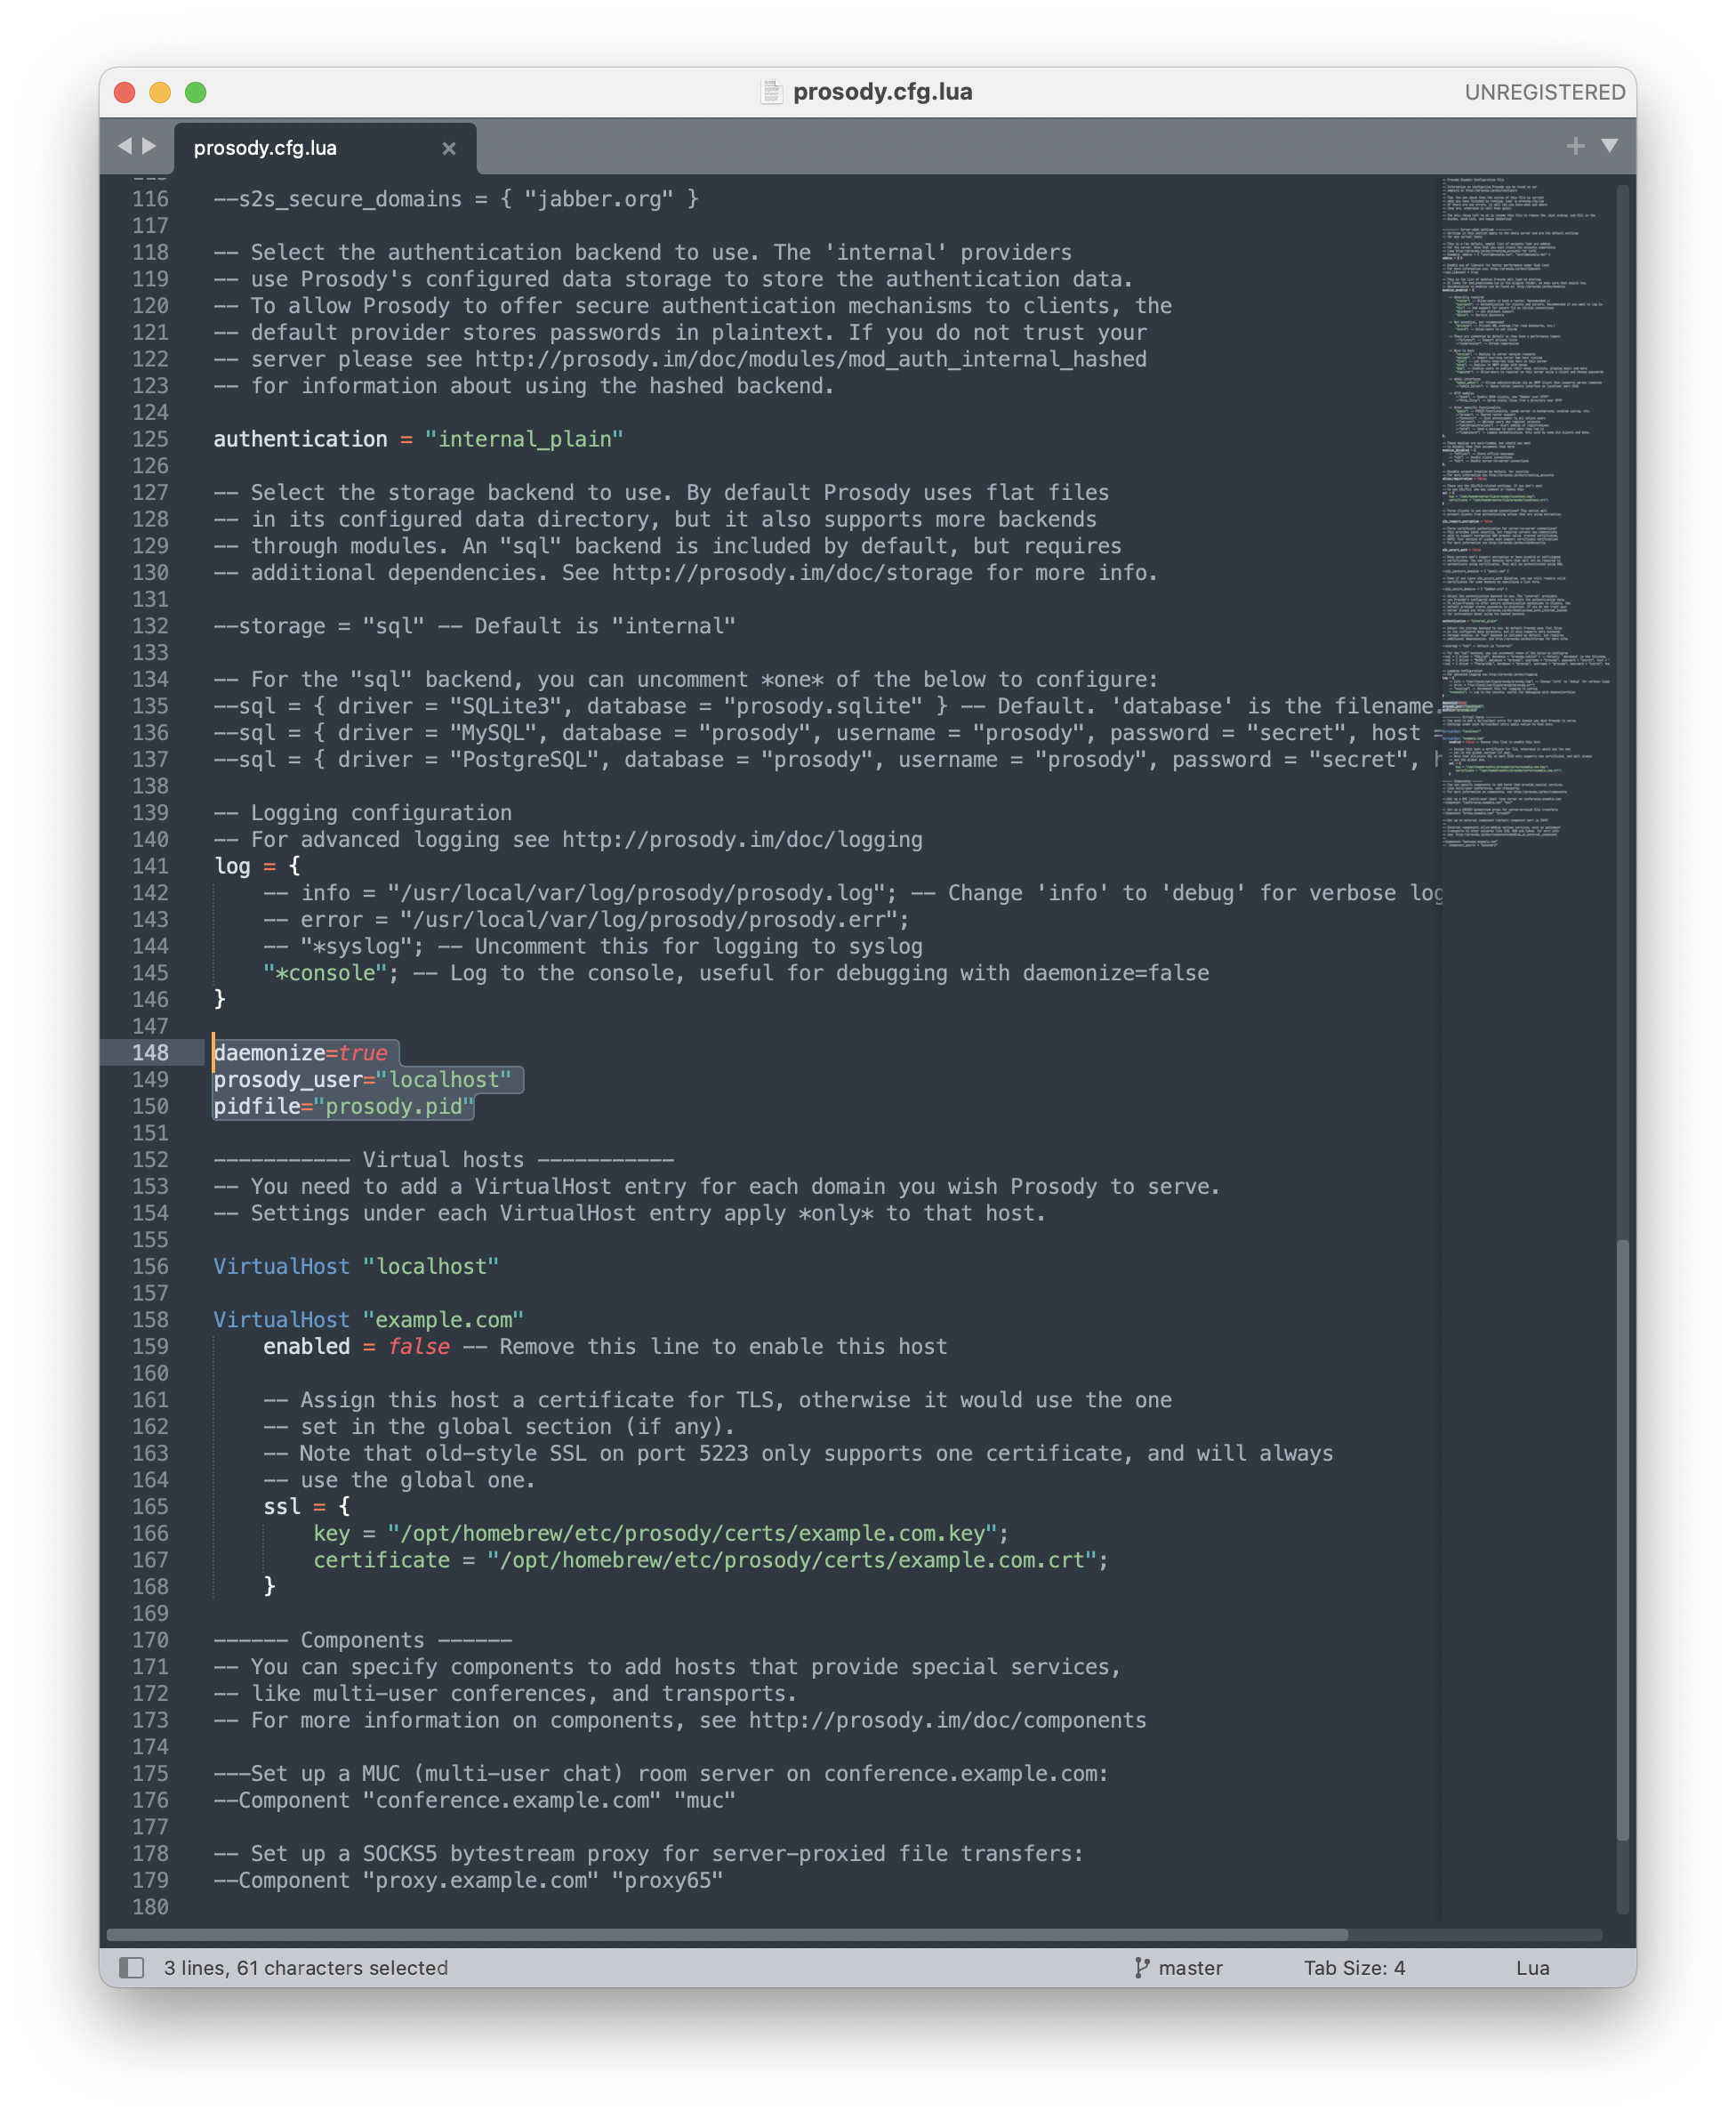 prosody.cfg.lua
UNREGISTERED
prosody.cfg.lua
116 --s2s_secure_domains = { "jabber.org" }
117
118 -- Select the authentication backend to use. The 'internal' providers
119 -- use Prosody's configured data storage to store the authentication data.
120 -- To allow Prosody to offer secure authentication mechanisms to clients, the
121 -- default provider stores passwords in plaintext. If you do not trust your
122 -- server please see http://prosody.im/doc/modules/mod_auth_internal_hashed
123 -- for information about using the hashed backend.
124
125 authentication = "internal_plain"
126
127 -- Select the storage backend to use. By default Prosody uses flat files
128 -- in its configured data directory, but it also supports more backends
129 -- through modules. An "sql" backend is included by default, but requires
130 -- additional dependencies. See http://prosody.im/doc/storage for more info.
131
132 --storage = "sql" -- Default is "internal"
133
134 -- For the "sql" backend, you can uncomment *one* of the below to configure:
135 --sql = { driver = "SQLite3", database = "prosody.sqlite" } -- Default. 'database' is the filename.
136 --sql = { driver = "MySQL", database = "prosody", username = "prosody", password = "secret", host =
137 --sql = { driver = "PostgreSQL", database = "prosody", username = "prosody", password = "secret", h
138
139 -- Logging configuration
140 -- For advanced logging see http://prosody.im/doc/logging
141 log = {
142 -- info = "/usr/local/var/log/prosody/prosody.log"; -- Change 'info' to 'debug' for verbose log
143 -- error = "/usr/local/var/log/prosody/prosody.err";
144 -- "*syslog"; -- Uncomment this for logging to syslog
145 "*console"; -- Log to the console, useful for debugging with daemonize=false
146 }
147
148 daemonize=true
149 prosody_user="localhost"
150 pidfile="prosody.pid"
151
152 ----------- Virtual hosts -----------
153 -- You need to add a VirtualHost entry for each domain you wish Prosody to serve.
154 -- Settings under each VirtualHost entry apply *only* to that host.
155
156 VirtualHost "localhost"
157
158 VirtualHost "example.com"
159 enabled = false -- Remove this line to enable this host
160
161 -- Assign this host a certificate for TLS, otherwise it would use the one
162 -- set in the global section (if any).
163 -- Note that old-style SSL on port 5223 only supports one certificate, and will always
164 -- use the global one.
165 ssl = {
166 key = "/opt/homebrew/etc/prosody/certs/example.com.key";
167 certificate = "/opt/homebrew/etc/prosody/certs/example.com.crt";
168 }
169
170 ------ Components ------
171 -- You can specify components to add hosts that provide special services,
172 -- like multi-user conferences, and transports.
173 -- For more information on components, see http://prosody.im/doc/components
174
175 ---Set up a MUC (multi-user chat) room server on conference.example.com:
176 --Component "conference.example.com" "muc"
177
178 -- Set up a SOCKS5 bytestream proxy for server-proxied file transfers:
179 --Component "proxy.example.com" "proxy65"
180
3 lines, 61 characters selected
master
Tab Size: 4
Lua